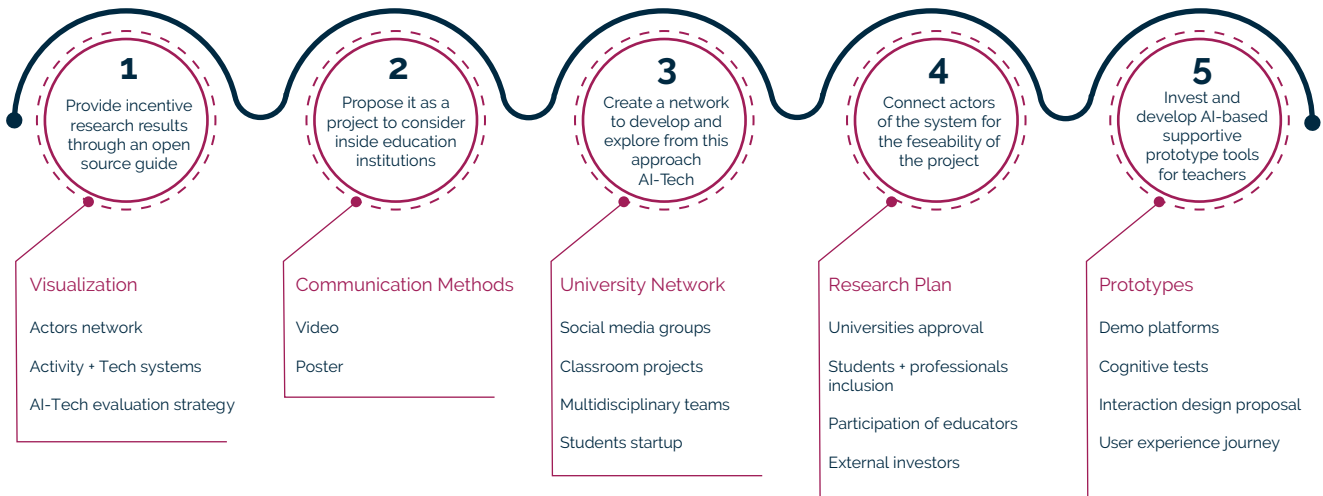 1
Provide incentive
research results
through an open
source guide
2
Propose it as a
project to consider
inside education
institutions
3
Create a network
to develop and
explore from this
approach
AI-Tech
4
Connect actors
of the system for
the feseability of
the project
5
Invest and
develop AI-based
supportive
prototype tools
for teachers
Visualization
Actors network
Activity + Tech systems
AI-Tech evaluation strategy
Communication Methods
Video
Poster
University Network
Social media groups
Classroom projects
Multidisciplinary teams
Students startup
Research Plan
Universities approval
Students + professionals
inclusion
Participation of educators
External investors
Prototypes
Demo platforms
Cognitive tests
Interaction design proposal
User experience journey